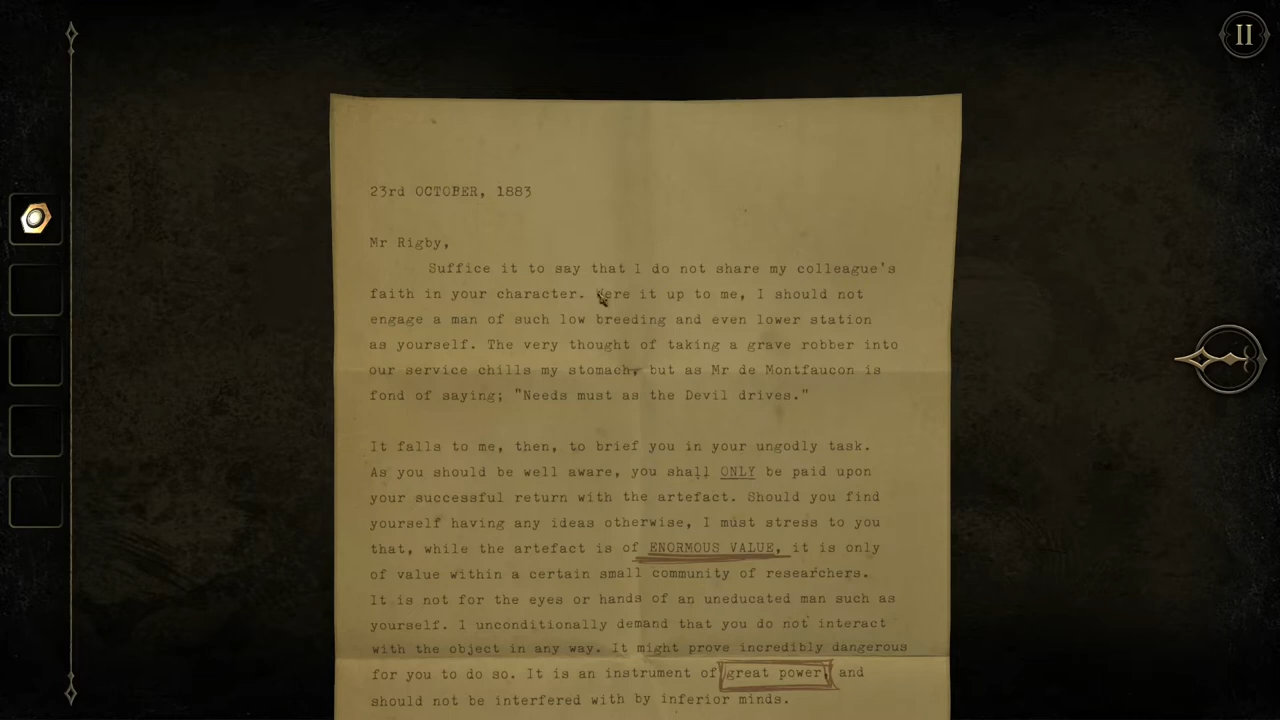 23rd OCTOBER, 1883
Mr Rigby,
Suffice it to say that I do not share my colleague's
faith in your character. Were it up to me, I should not
engage a man of such low breeding and even lower station
as yourself. The very thought of taking a grave robber into
our service chills my stomach, but as Mr de Montfaucon is
fond of saying; "Needs must as the Devil drives."
It falls to me, then, to brief you in your ungodly task.
As you should be well aware, you shall ONLY be paid upon
your successful return with the artefact. Should you find
yourself having any ideas otherwise, I must stress to you
that, while the artefact is of ENORMOUS VALUE, it is only
of value within a certain small community of researchers.
It is not for the eyes or hands of an uneducated man such as
yourself. I unconditionally demand that you do not interact
with the object in any way. It might prove incredibly dangerous
for you to do so. It is an instrument of great power, and
should not be interfered with by inferior minds.